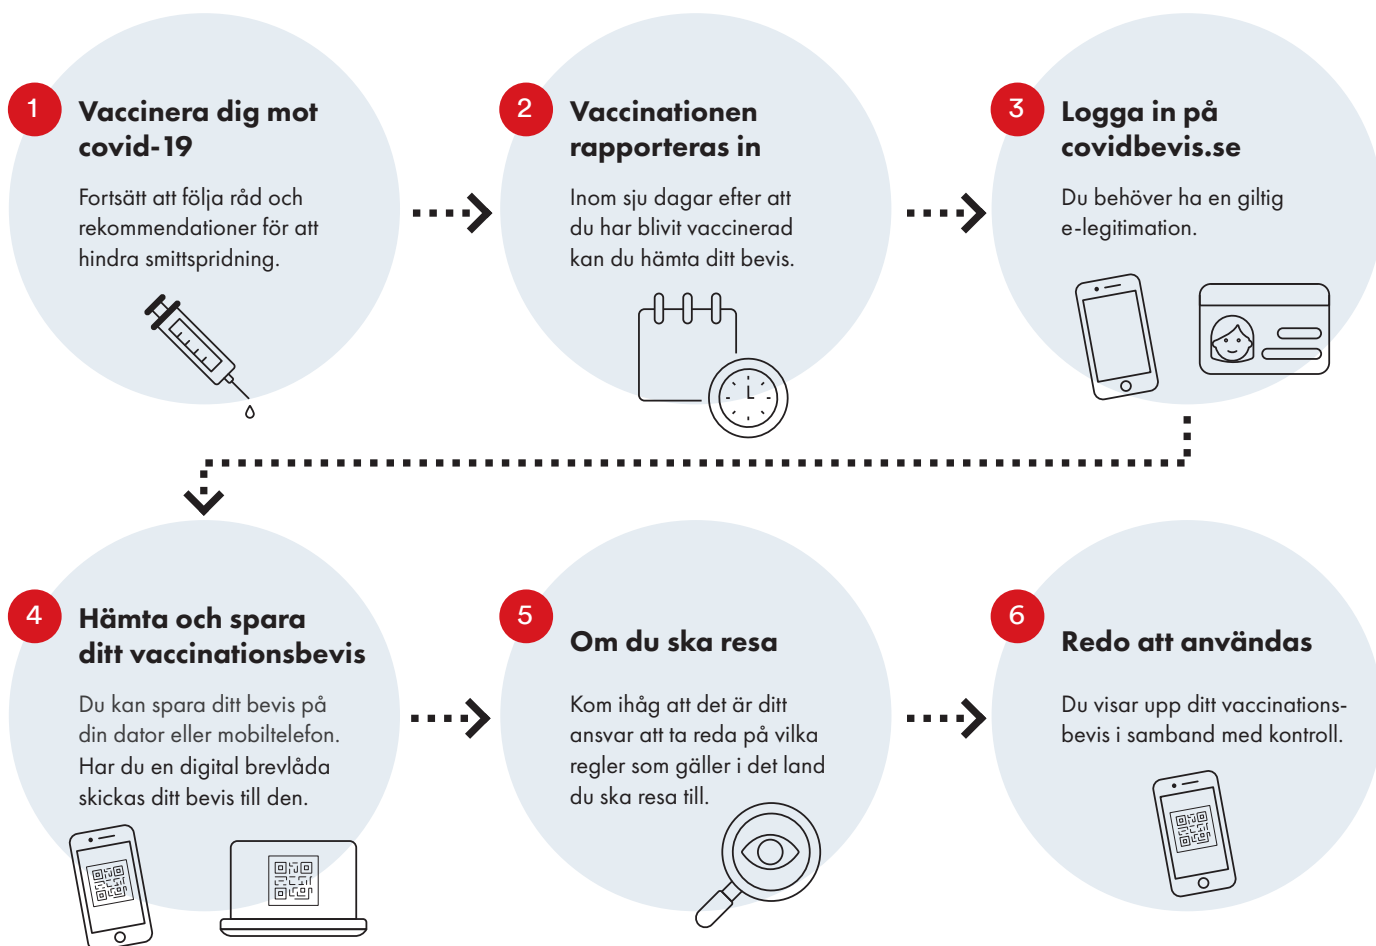 1
Vaccinera dig mot
covid-19
Fortsätt att följa råd och
rekommendationer för att
hindra smittspridning.
2
Vaccinationen
rapporteras in
Inom sju dagar efter att
du har blivit vaccinerad
kan du hämta ditt bevis.
3
Logga in på
covidbevis.se
Du behöver ha en giltig
e-legitimation.
4
Hämta och spara
ditt vaccinationsbevis
Du kan spara ditt bevis på
din dator eller mobiltelefon.
Har du en digital brevlåda
skickas ditt bevis till den.
5
Om du ska resa
Kom ihåg att det är ditt
ansvar att ta reda på vilka
regler som gäller i det land
du ska resa till.
6
Redo att användas
Du visar upp ditt vaccinations-
bevis i samband med kontroll.